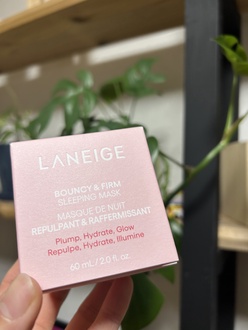 LANEIGE
BOUNCY & FIRM
SLEEPING MASK
MASQUE DE NUIT
REPULPANT & RAFFERMISSANT
Plump, Hydrate, Glow
Repulpe, Hydrate, Illumine
60 mL / 2.0 fl. oz.